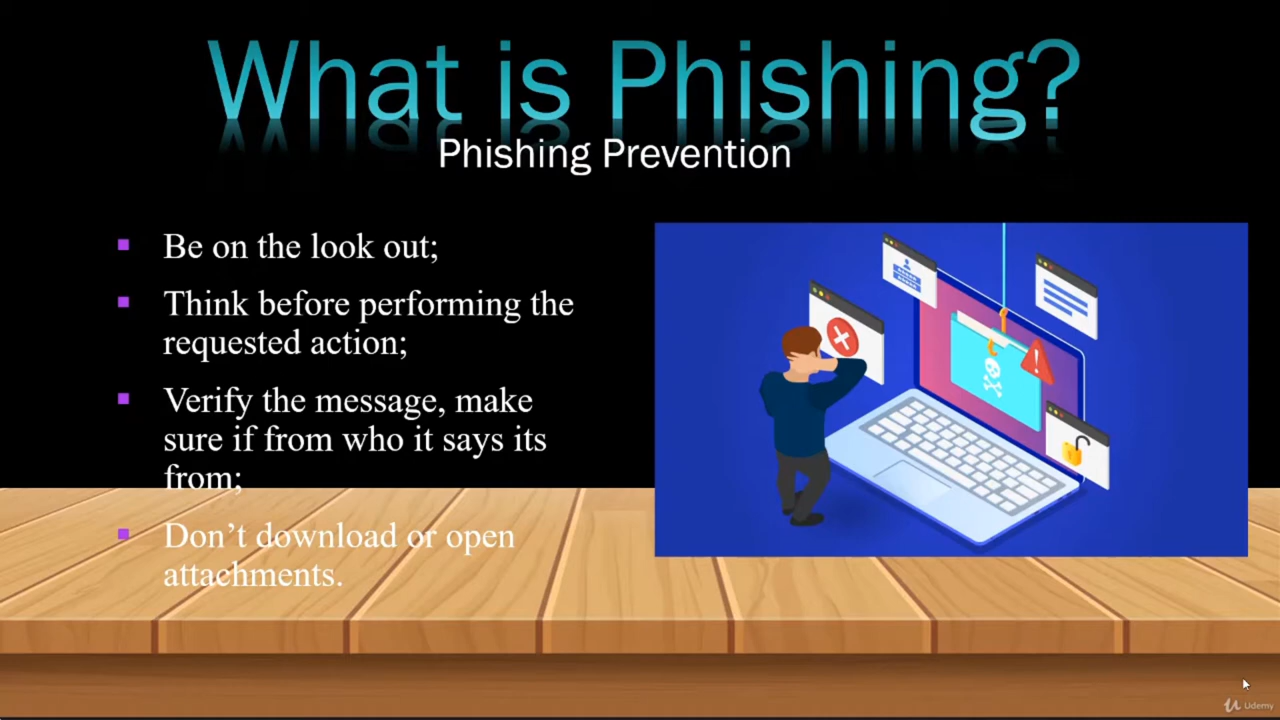 What is Phishing?
Phishing Prevention
Be on the look out;
Think before performing the
requested action;
Verify the message, make
sure if from who it says its
from;
Don’t download or open
attachments.
Udemy